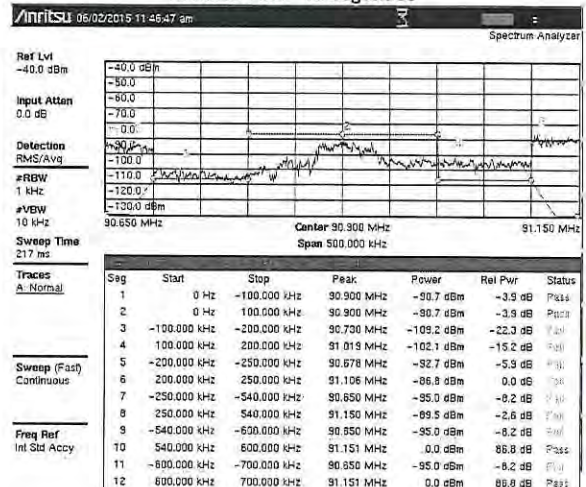 Anritsu 06/02/2015 11:46:47 am
Spectrum Analyzer
Ref Lvl
-40.0 dBm
Input Atten
0.0 dB
Detection
RMS/Avg
#RBW
1 kHz
#VBW
10 kHz
Sweep Time
217 ms
Traces
A: Normal
Sweep (Fast)
Continuous
Freq Ref
Int Std Accy
-40.0 dBm
-50.0
-60.0
-70.0
-100.0
-110.0
-120.0
-130.0 dBm
90.650 MHz
Center 90.900 MHz
91.150 MHz
Span 500.000 kHz
Seg Start Stop Peak Power Rel Pwr Status
1 0 Hz -100.000 kHz 90.900 MHz -90.7 dBm -3.9 dB Pass
2 0 Hz 100.000 kHz 90.900 MHz -90.7 dBm -3.9 dB Pass
3 -100.000 kHz -200.000 kHz 90.730 MHz -109.2 dBm -22.3 dB
4 100.000 kHz 200.000 kHz 91.019 MHz -102.1 dBm -15.2 dB
5 -200.000 kHz -250.000 kHz 90.678 MHz -92.7 dBm -5.9 dB
6 200.000 kHz 250.000 kHz 91.106 MHz -86.8 dBm 0.0 dB
7 -250.000 kHz -540.000 kHz 90.650 MHz -95.0 dBm -8.2 dB
8 250.000 kHz 540.000 kHz 91.150 MHz -89.5 dBm -2.6 dB
9 -540.000 kHz -600.000 kHz 90.650 MHz -95.0 dBm -8.2 dB
10 540.000 kHz 600.000 kHz 91.151 MHz 0.0 dBm 86.8 dB Pass
11 -600.000 kHz -700.000 kHz 90.650 MHz -95.0 dBm -8.2 dB
12 600.000 kHz 700.000 kHz 91.151 MHz 0.0 dBm 86.8 dB Pass